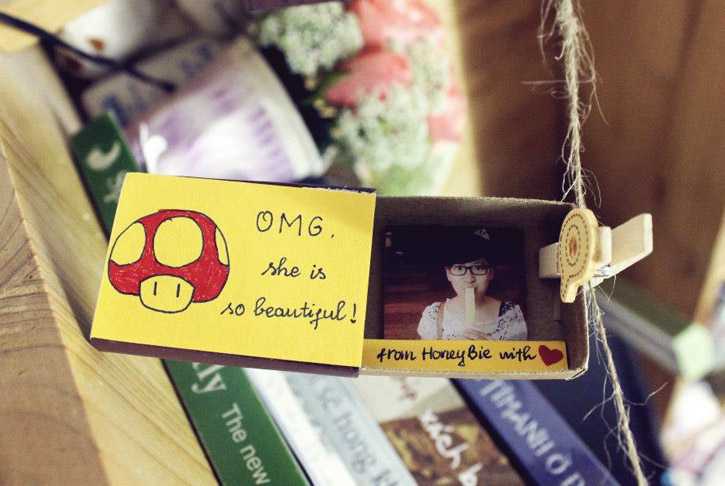 OMG.
she is
so beautiful!
from HoneyBie with
The new